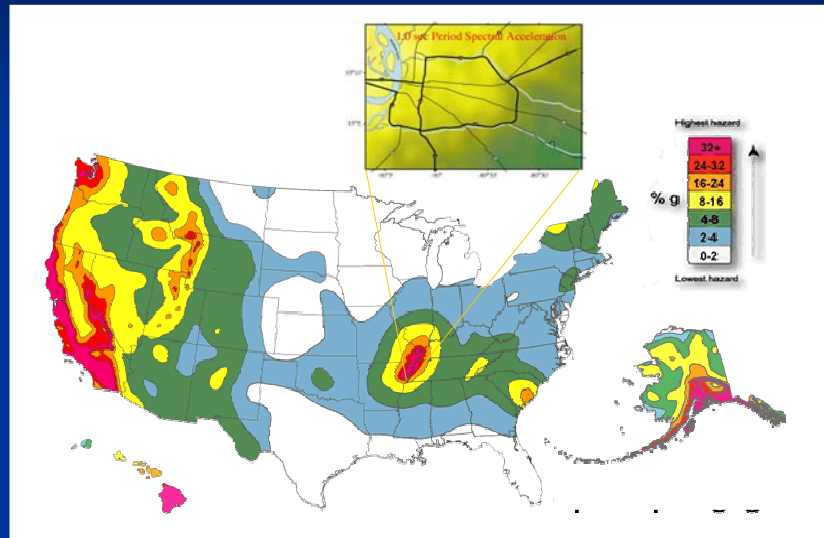 1.0 sec Period Spectral Acceleration
Highest hazard
32+
24-32
16-24
% g
8-16
4-8
2-4
0-2
Lowest hazard